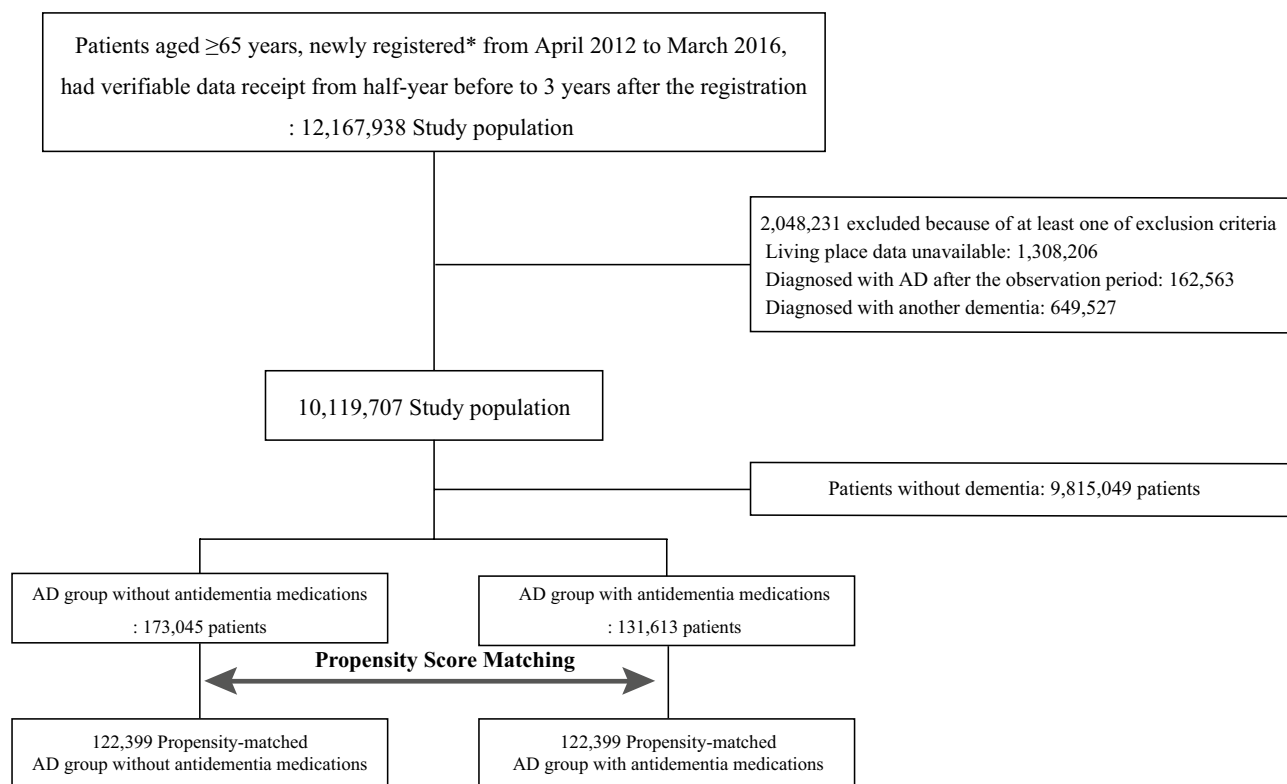 Patients aged ≥65 years, newly registered* from April 2012 to March 2016,
had verifiable data receipt from half-year before to 3 years after the registration
: 12,167,938 Study population
2,048,231 excluded because of at least one of exclusion criteria
Living place data unavailable: 1,308,206
Diagnosed with AD after the observation period: 162,563
Diagnosed with another dementia: 649,527
10,119,707 Study population
Patients without dementia: 9,815,049 patients
AD group without antidementia medications
: 173,045 patients
AD group with antidementia medications
: 131,613 patients
Propensity Score Matching
122,399 Propensity-matched
AD group without antidementia medications
122,399 Propensity-matched
AD group with antidementia medications